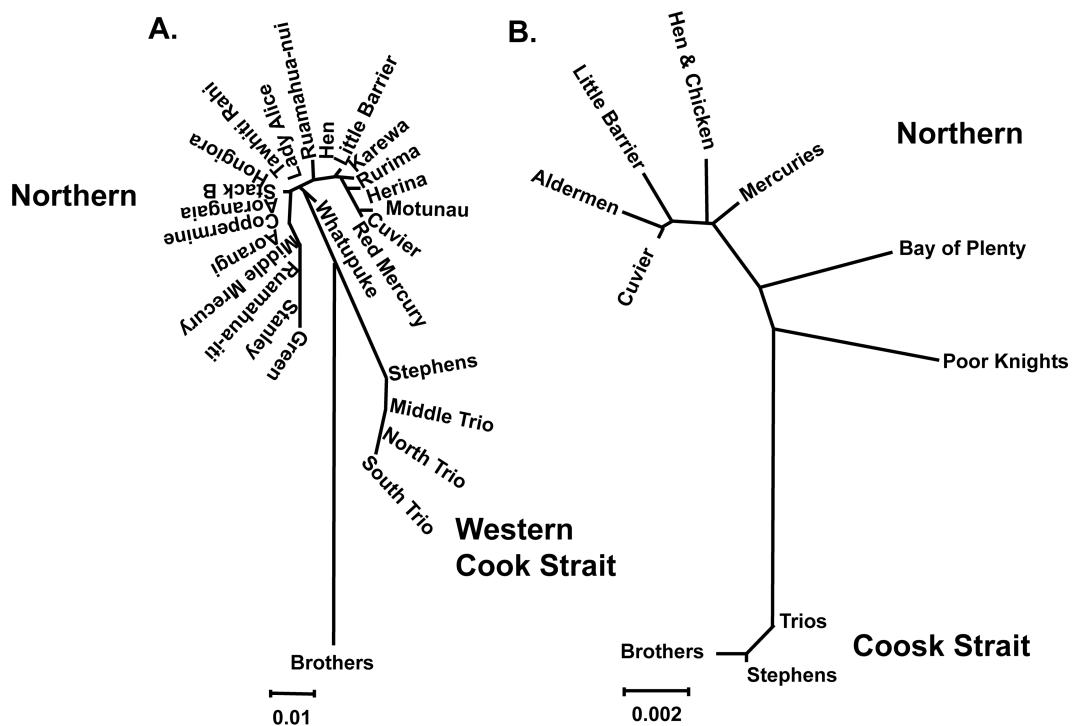 A.
Northern
Green
Stanley
Ruamahua-iti
Middle Mrecury
Aorangi
Coppermine
Aorangaia
Stack B
Hongiora
Tawhiti Rahi
Lady Alice
Ruamahua-nui
Hen
Little Barrier
Karewa
Rurima
Herina
Motunau
Cuvier
Red Mercury
Whatupuke
Stephens
Middle Trio
North Trio
South Trio
Western
Cook Strait
Brothers
0.01
B.
Northern
Hen & Chicken
Little Barrier
Mercuries
Aldermen
Cuvier
Bay of Plenty
Poor Knights
Trios
Coosk Strait
Brothers
Stephens
0.002